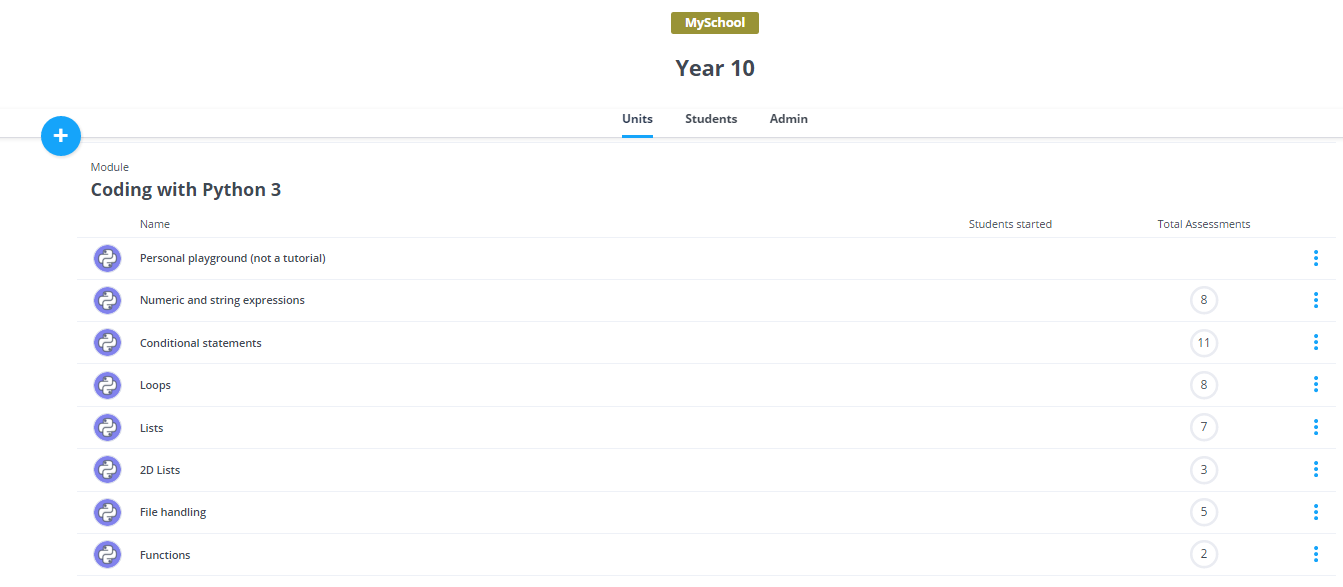 MySchool
Year 10
Units Students Admin
+
Module
Coding with Python 3
Name Students started Total Assessments
Personal playground (not a tutorial)
Numeric and string expressions 8
Conditional statements 11
Loops 8
Lists 7
2D Lists 3
File handling 5
Functions 2